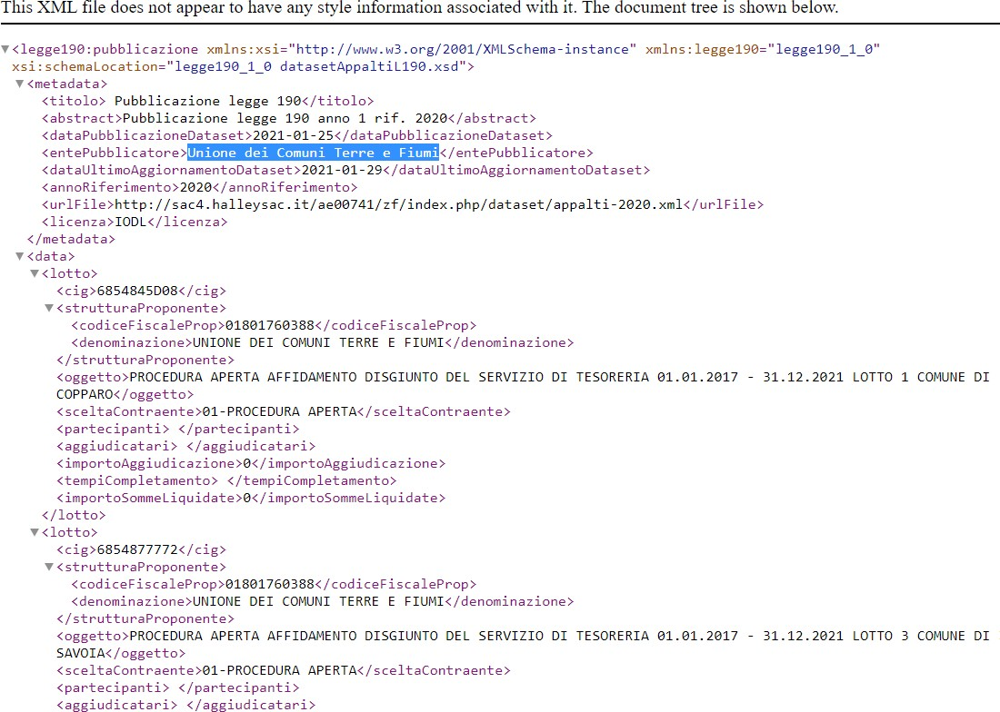 This XML file does not appear to have any style information associated with it. The document tree is shown below.
▼<legge190:pubblicazione xmlns:xsi="http://www.w3.org/2001/XMLSchema-instance" xmlns:legge190="legge190_1_0"
xsi:schemaLocation="legge190_1_0 datasetAppaltiL190.xsd">
▼<metadata>
<titolo> Pubblicazione legge 190</titolo>
<abstract>Pubblicazione legge 190 anno 1 rif. 2020</abstract>
<dataPubblicazioneDataset>2021-01-25</dataPubblicazioneDataset>
<entePubblicatore>Unione dei Comuni Terre e Fiumi</entePubblicatore>
<dataUltimoAggiornamentoDataset>2021-01-29</dataUltimoAggiornamentoDataset>
<annoRiferimento>2020</annoRiferimento>
<urlFile>http://sac4.halleysac.it/ae00741/zf/index.php/dataset/appalti-2020.xml</urlFile>
<licenza>IODL</licenza>
</metadata>
▼<data>
▼<lotto>
<cig>6854845D08</cig>
▼<strutturaProponente>
<codiceFiscaleProp>01801760388</codiceFiscaleProp>
<denominazione>UNIONE DEI COMUNI TERRE E FIUMI</denominazione>
</strutturaProponente>
<oggetto>PROCEDURA APERTA AFFIDAMENTO DISGIUNTO DEL SERVIZIO DI TESORERIA 01.01.2017 - 31.12.2021 LOTTO 1 COMUNE DI
COPPARO</oggetto>
<sceltaContraente>01-PROCEDURA APERTA</sceltaContraente>
<partecipanti> </partecipanti>
<aggiudicatari> </aggiudicatari>
<importoAggiudicazione>0</importoAggiudicazione>
<tempiCompletamento> </tempiCompletamento>
<importoSommeLiquidate>0</importoSommeLiquidate>
</lotto>
▼<lotto>
<cig>6854877772</cig>
▼<strutturaProponente>
<codiceFiscaleProp>01801760388</codiceFiscaleProp>
<denominazione>UNIONE DEI COMUNI TERRE E FIUMI</denominazione>
</strutturaProponente>
<oggetto>PROCEDURA APERTA AFFIDAMENTO DISGIUNTO DEL SERVIZIO DI TESORERIA 01.01.2017 - 31.12.2021 LOTTO 3 COMUNE DI
SAVOIA</oggetto>
<sceltaContraente>01-PROCEDURA APERTA</sceltaContraente>
<partecipanti> </partecipanti>
<aggiudicatari> </aggiudicatari>